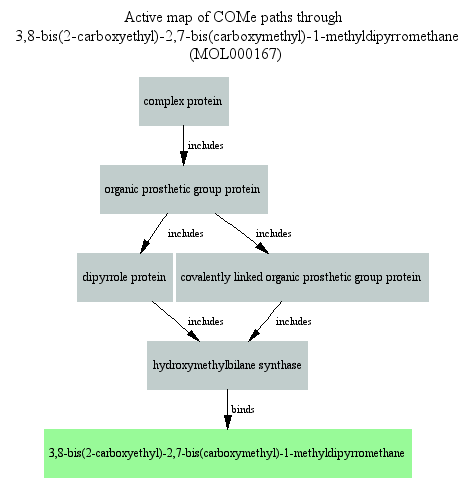 Active map of COMe paths through
3,8-bis(2-carboxyethyl)-2,7-bis(carboxymethyl)-1-methyldipyrromethane
(MOL000167)
complex protein
includes
organic prosthetic group protein
includes includes
dipyrrole protein covalently linked organic prosthetic group protein
includes includes
hydroxymethylbilane synthase
binds
3,8-bis(2-carboxyethyl)-2,7-bis(carboxymethyl)-1-methyldipyrromethane